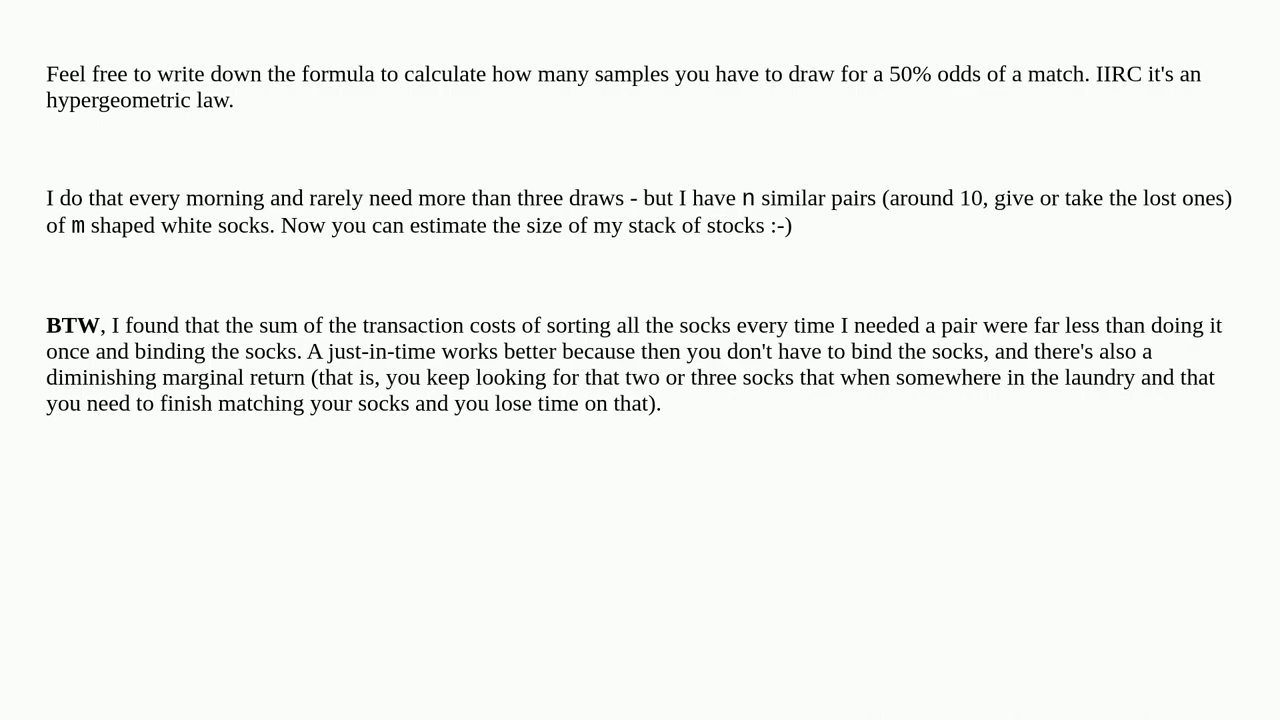 Feel free to write down the formula to calculate how many samples you have to draw for a 50% odds of a match. IIRC it's an
hypergeometric law.
I do that every morning and rarely need more than three draws - but I have n similar pairs (around 10, give or take the lost ones)
of m shaped white socks. Now you can estimate the size of my stack of stocks :-)
BTW, I found that the sum of the transaction costs of sorting all the socks every time I needed a pair were far less than doing it
once and binding the socks. A just-in-time works better because then you don't have to bind the socks, and there's also a
diminishing marginal return (that is, you keep looking for that two or three socks that when somewhere in the laundry and that
you need to finish matching your socks and you lose time on that).